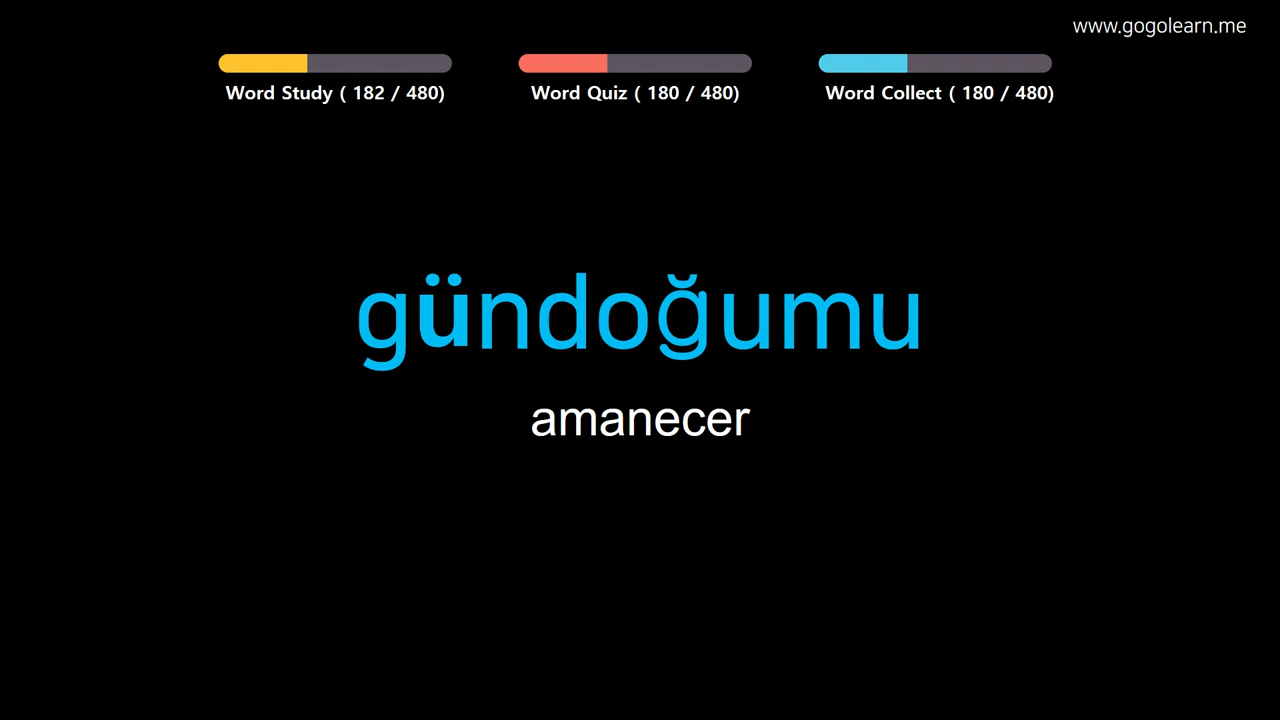 www.gogolearn.me
Word Study ( 182 / 480)
Word Quiz ( 180 / 480)
Word Collect ( 180 / 480)
gündoğumu
amanecer